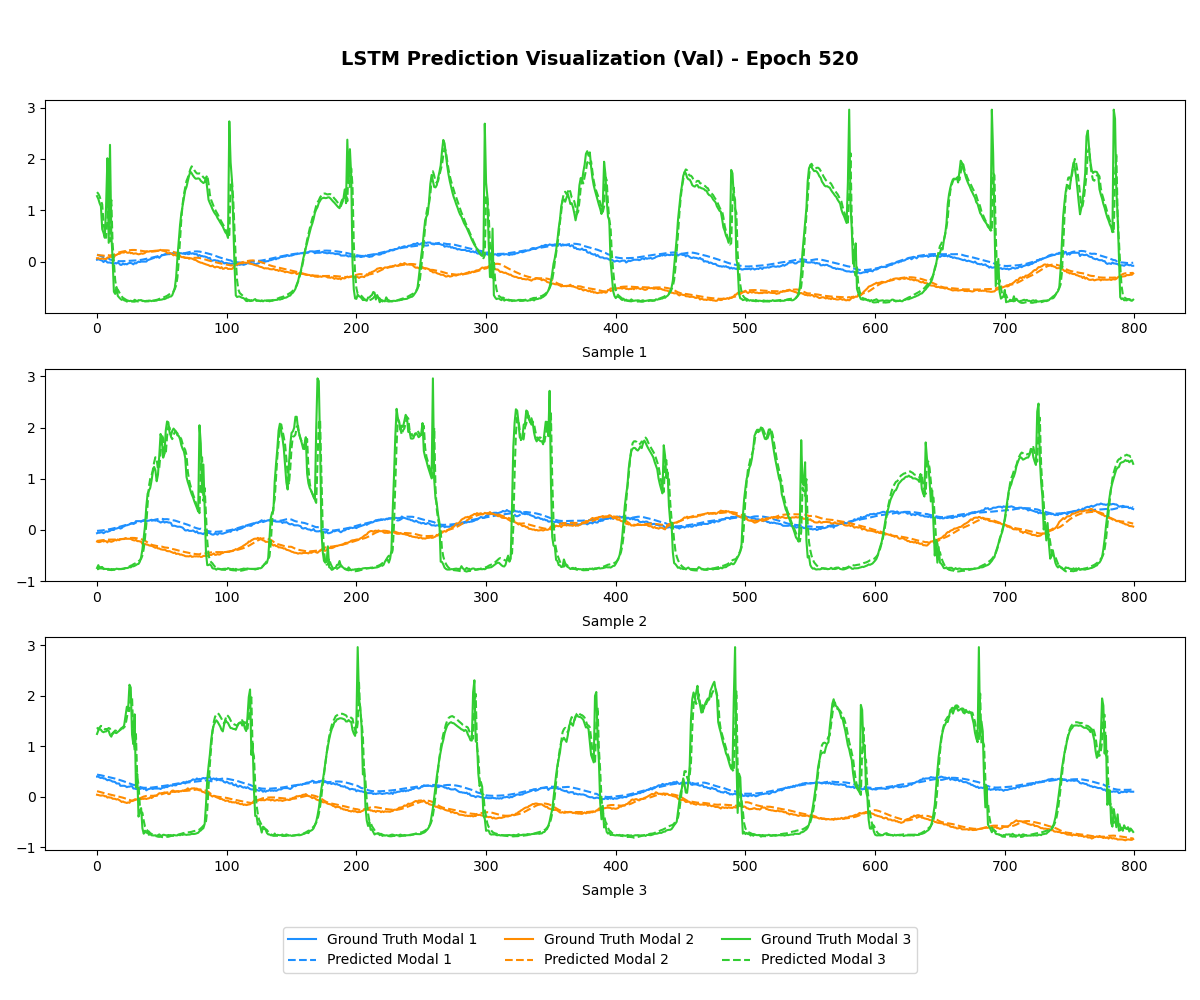 LSTM Prediction Visualization (Val) - Epoch 520
3
2
1
0
0 100 200 300 400 500 600 700 800
Sample 1
3
2
1
0
−1
0 100 200 300 400 500 600 700 800
Sample 2
3
2
1
0
−1
0 100 200 300 400 500 600 700 800
Sample 3
Ground Truth Modal 1 Ground Truth Modal 2 Ground Truth Modal 3
Predicted Modal 1 Predicted Modal 2 Predicted Modal 3